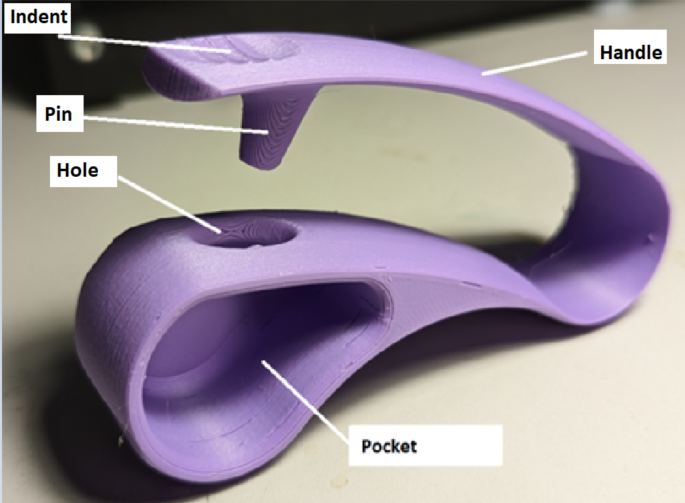 Indent
Handle
Pin
Hole
Pocket